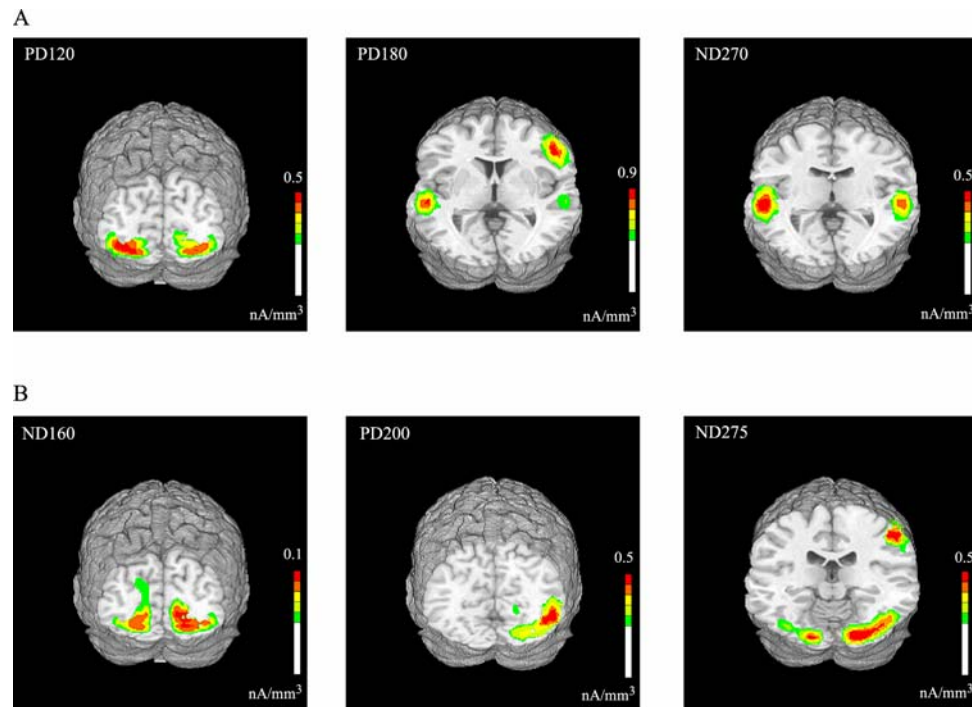 A
PD120
0.5
nA/mm³
PD180
0.9
nA/mm³
ND270
0.5
nA/mm³
B
ND160
0.1
nA/mm³
PD200
0.5
nA/mm³
ND275
0.5
nA/mm³